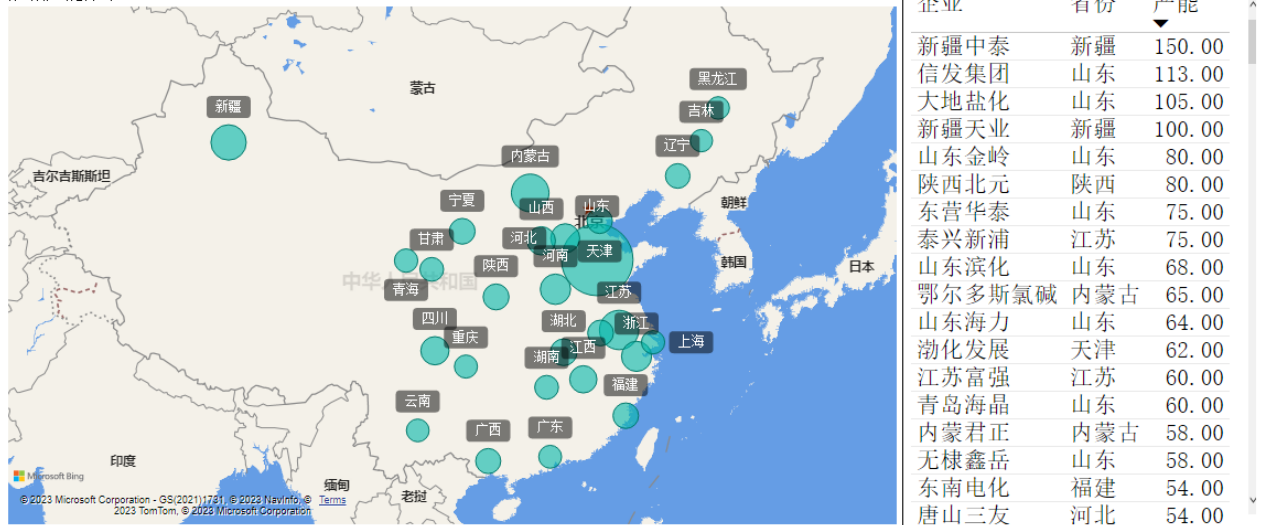 企业 省份 产能
新疆中泰 新疆 150.00
信发集团 山东 113.00
大地盐化 山东 105.00
新疆天业 新疆 100.00
山东金岭 山东 80.00
陕西北元 陕西 80.00
东营华泰 山东 75.00
泰兴新浦 江苏 75.00
山东滨化 山东 68.00
鄂尔多斯氯碱 内蒙古 65.00
山东海力 山东 64.00
渤化发展 天津 62.00
江苏富强 江苏 60.00
青岛海晶 山东 60.00
内蒙君正 内蒙古 58.00
无棣鑫岳 山东 58.00
东南电化 福建 54.00
唐山三友 河北 54.00
黑龙江
蒙古
新疆
吉林
辽宁
内蒙古
吉尔吉斯斯坦
宁夏
山西
山东
朝鲜
北京
甘肃
河北
河南
天津
陕西
韩国
日本
中华人民共和国
青海
江苏
四川
湖北
浙江
重庆
江西
上海
湖南
福建
云南
广西
广东
印度
缅甸
老挝
Microsoft Bing
© 2023 Microsoft Corporation - GS(2021)1731, © 2023 NavInfo, © Terms
2023 TomTom, © 2023 Microsoft Corporation